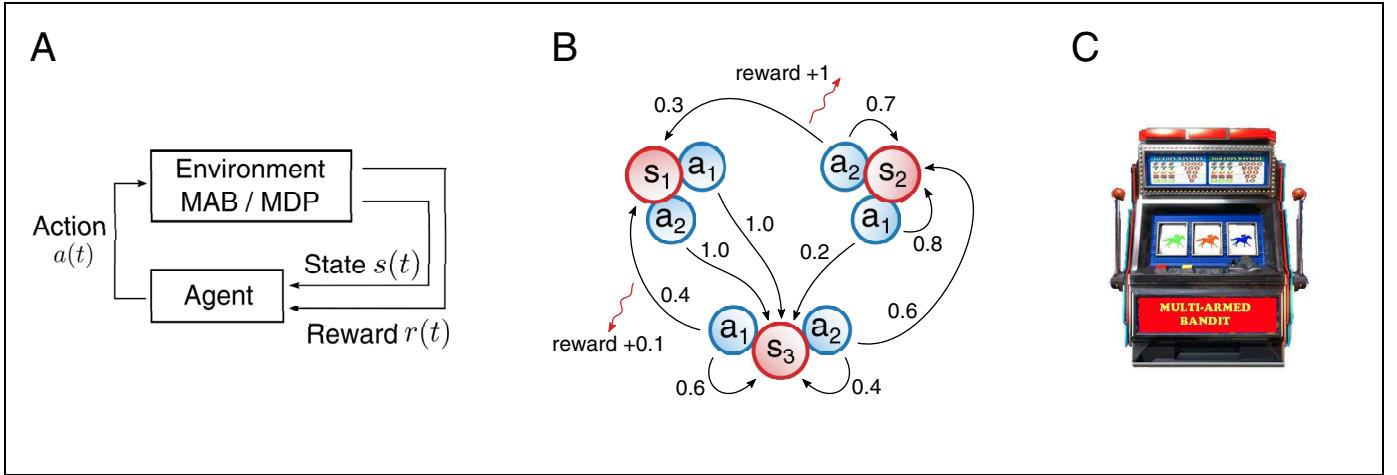 A
Environment
MAB / MDP
Action
a(t)
State s(t)
Agent
Reward r(t)
B
reward +1
0.3
0.7
s1
a1
a2
s2
a2
a1
1.0
1.0
0.2
0.8
0.4
0.6
a1
s3
a2
reward +0.1
0.6
0.4
C
MULTI-ARMED
BANDIT